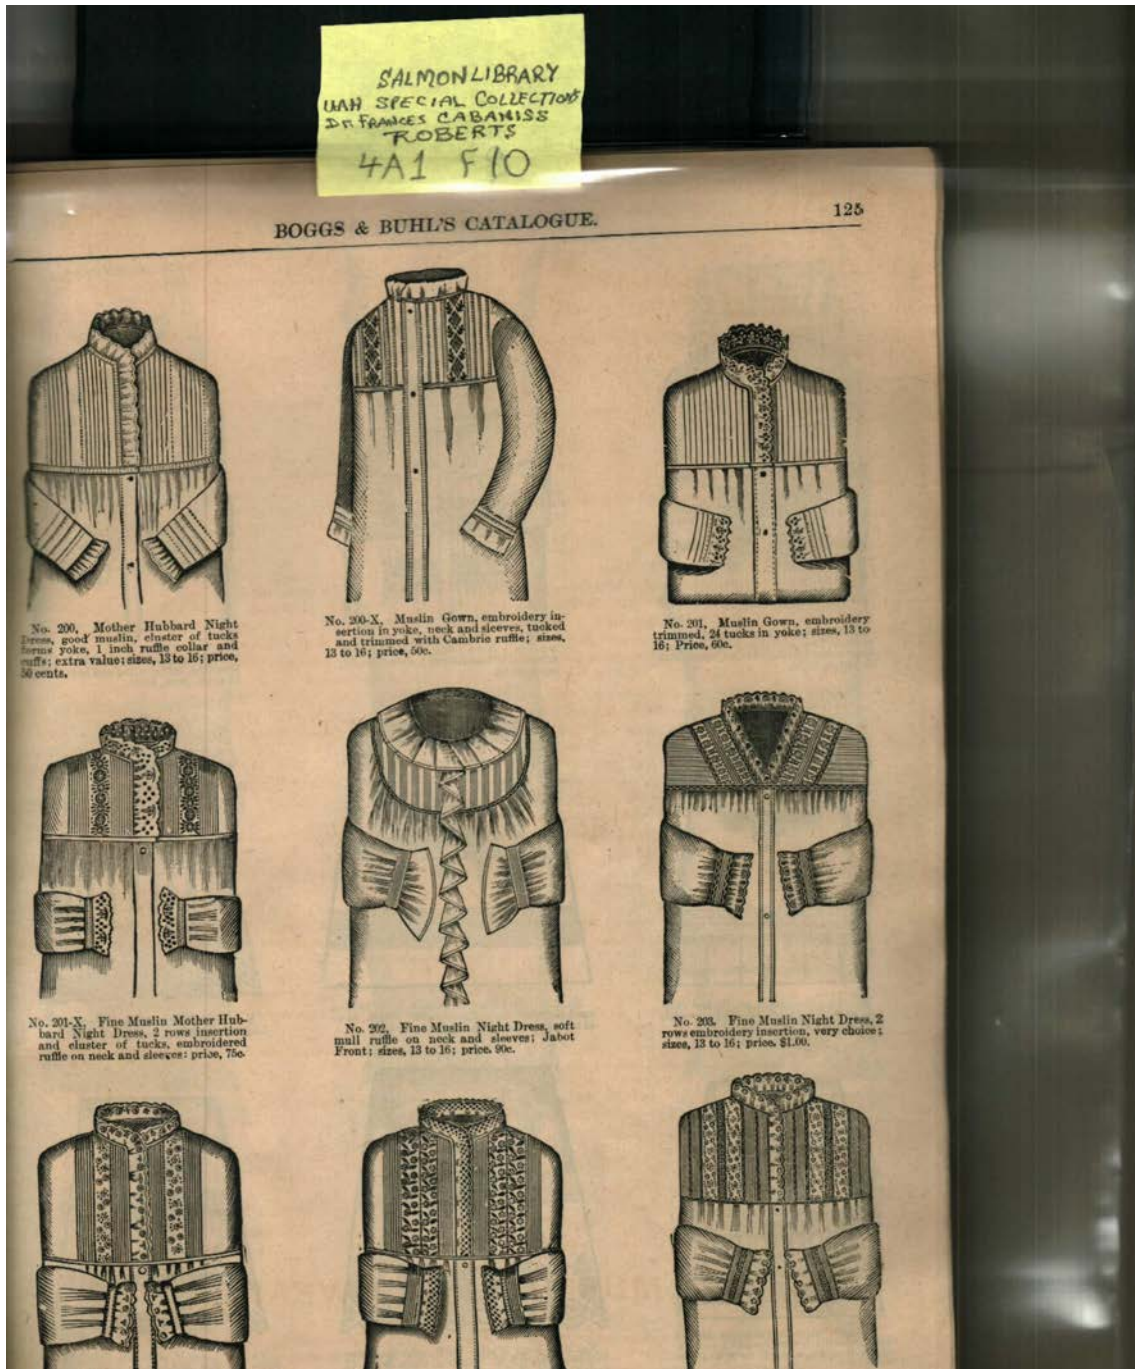 SALMON LIBRARY
UAH SPECIAL COLLECTIONS
Dr. FRANCES CABANISS
ROBERTS
4A1 F10
BOGGS & BUHL'S CATALOGUE.
125
No. 200, Mother Hubbard Night
Dress, good muslin, cluster of tucks
forms yoke, 1 inch ruffle collar and
cuffs; extra value; sizes, 13 to 16; price,
50 cents.
No. 200-X. Muslin Gown, embroidery in-
sertion in yoke, neck and sleeves, tucked
and trimmed with Cambric ruffle; sizes,
13 to 16; price, 50c.
No. 201, Muslin Gown, embroidery
trimmed, 24 tucks in yoke; sizes, 13 to
16; Price, 60c.
No. 201-X. Fine Muslin Mother Hub-
bard Night Dress, 2 rows insertion
and cluster of tucks, embroidered
ruffle on neck and sleeves: price, 75c.
No. 202. Fine Muslin Night Dress, soft
mull ruffle on neck and sleeves; Jabot
Front; sizes, 13 to 16; price. 90c.
No. 203. Fine Muslin Night Dress, 2
rows embroidery insertion, very choice;
sizes, 13 to 16; price. $1.00.